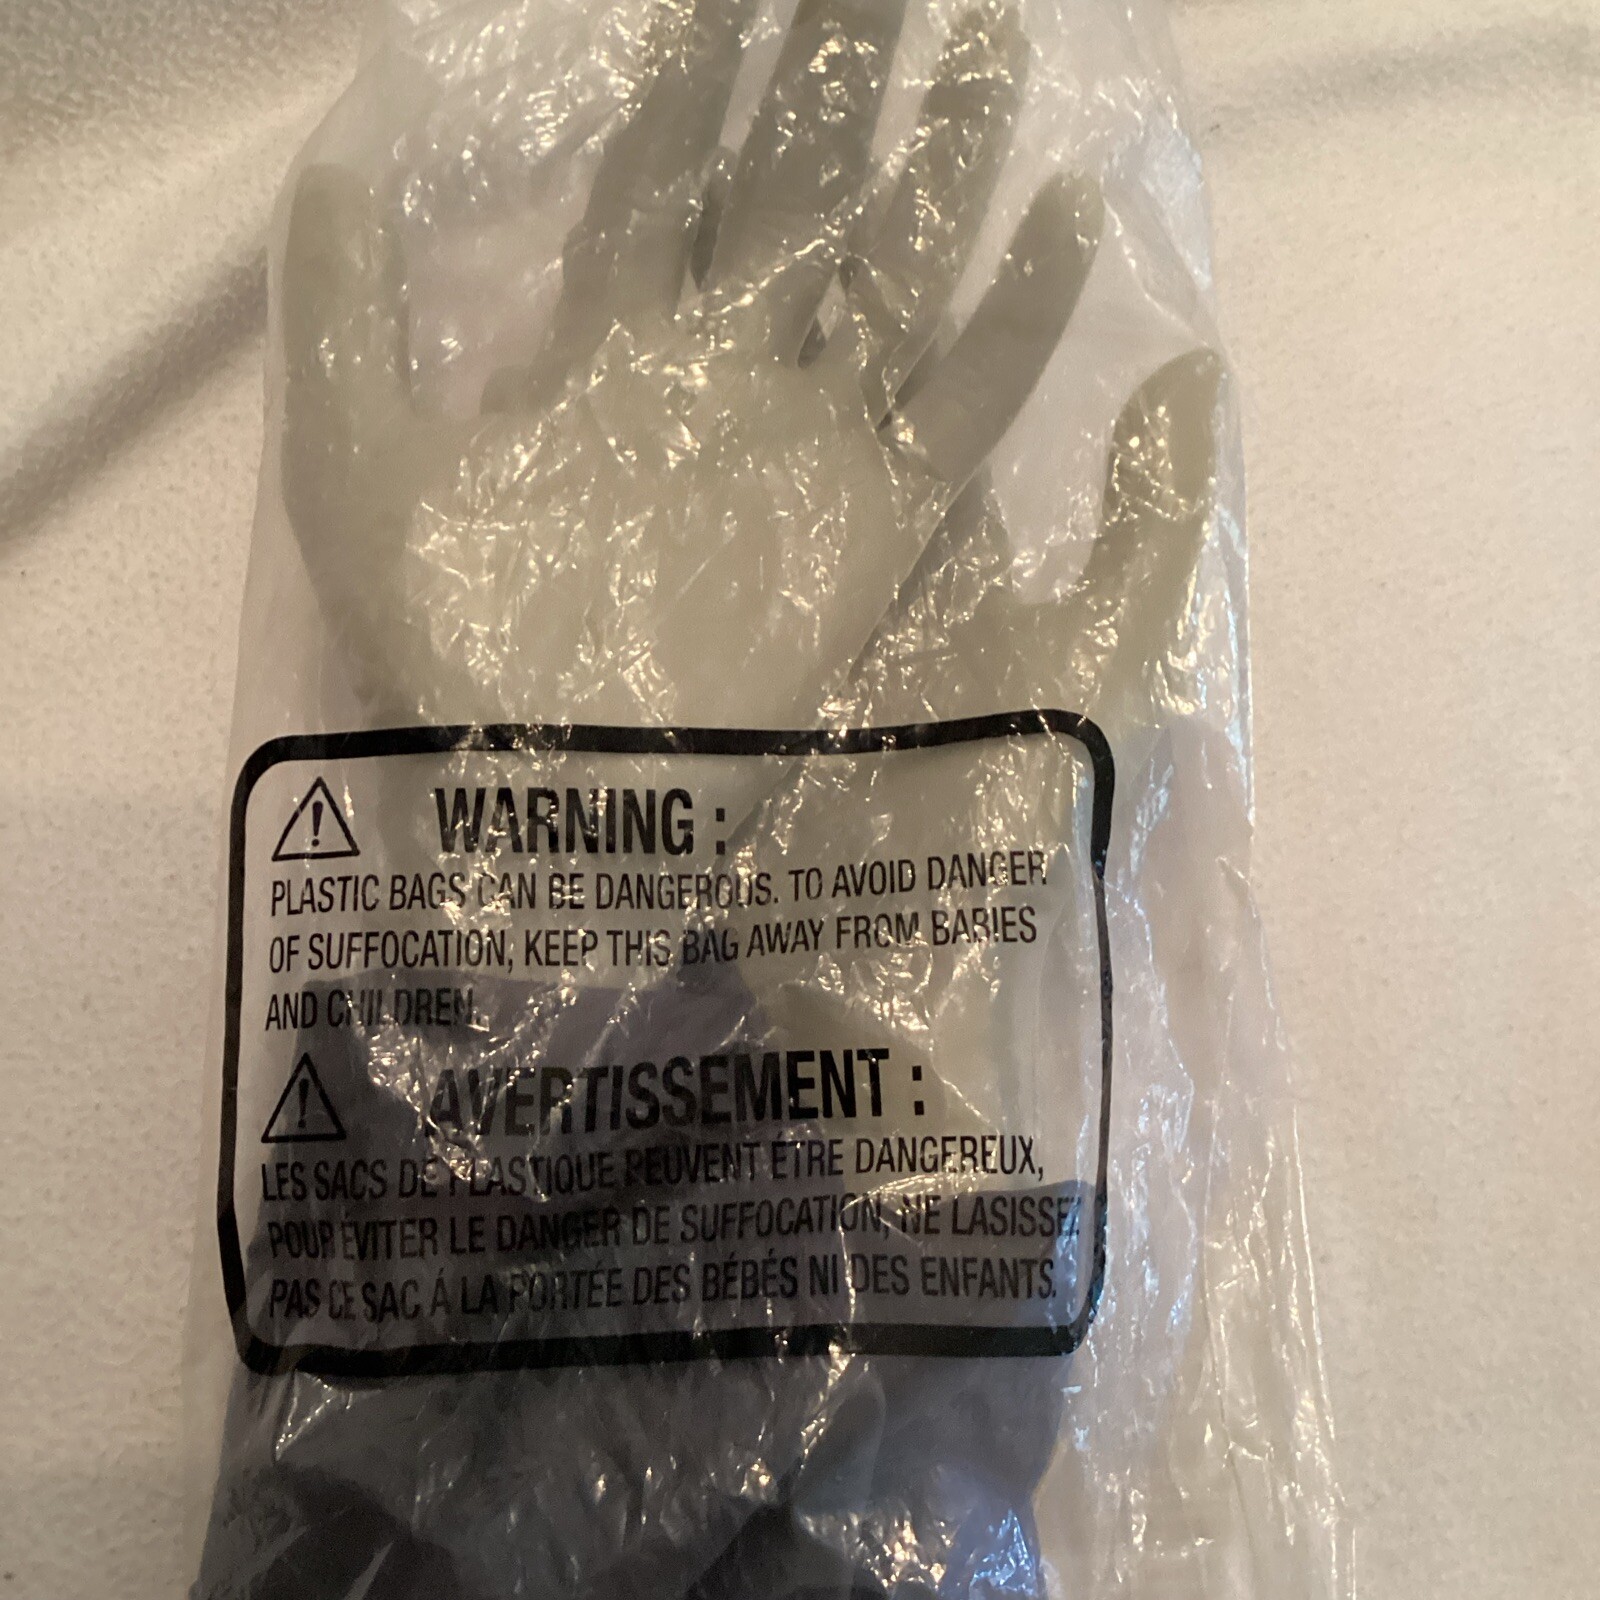 WARNING :
PLASTIC BAGS CAN BE DANGEROUS. TO AVOID DANGER
OF SUFFOCATION, KEEP THIS BAG AWAY FROM BABIES
AND CHILDREN.
AVERTISSEMENT :
LES SACS DE PLASTIQUE PEUVENT ETRE DANGEREUX,
POUR ÉVITER LE DANGER DE SUFFOCATION, NE LASISSEZ
PAS CE SAC Á LA PORTÉE DES BÉBÉS NI DES ENFANTS.